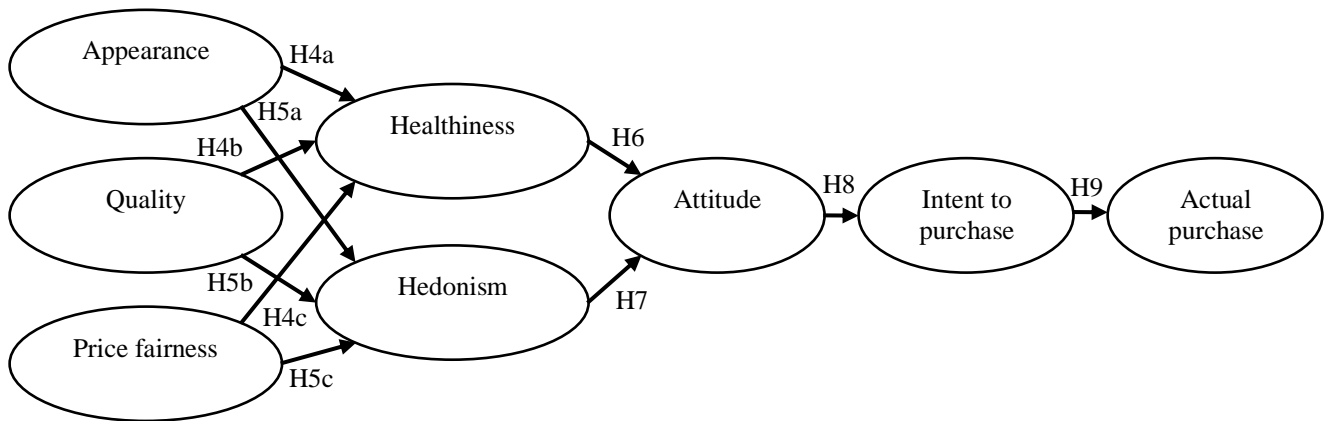 Appearance
H4a
H5a
Healthiness
H4b
H6
Quality
Attitude
H8
Intent to
purchase
H9
Actual
purchase
H5b
Hedonism
H4c
H7
Price fairness
H5c